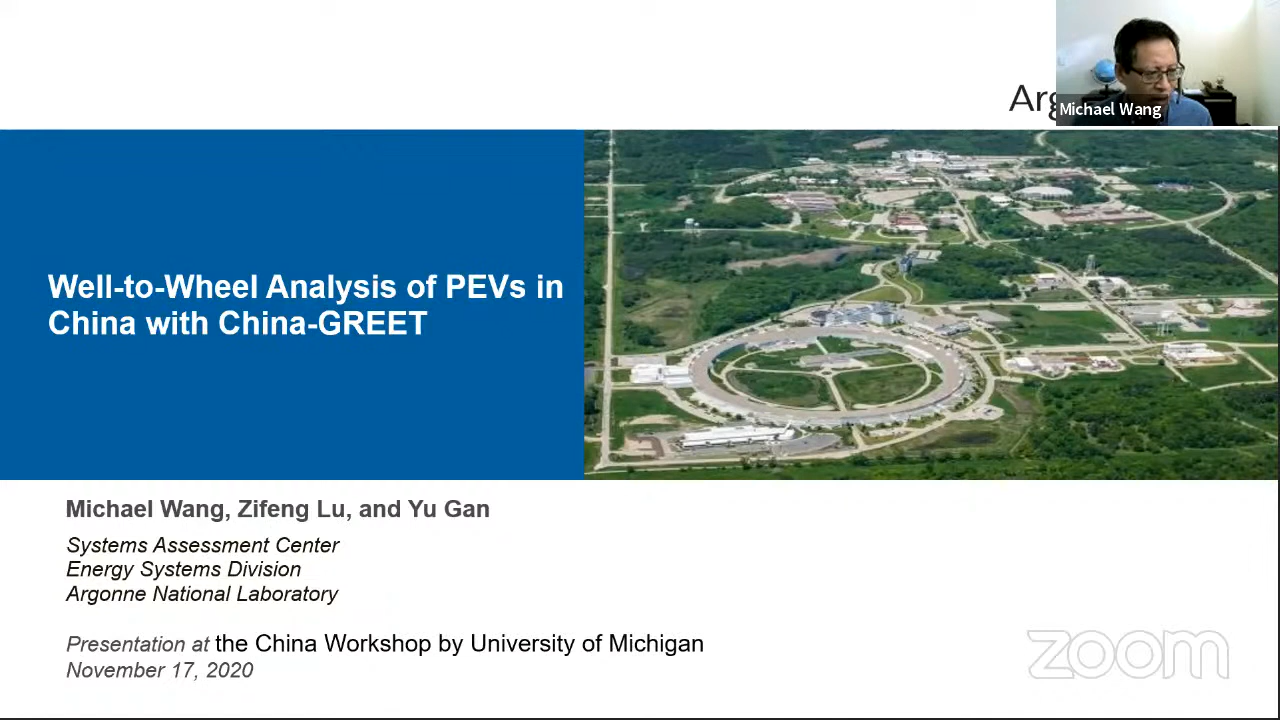 Arg
Michael Wang
Well-to-Wheel Analysis of PEVs in
China with China-GREET
Michael Wang, Zifeng Lu, and Yu Gan
Systems Assessment Center
Energy Systems Division
Argonne National Laboratory
Presentation at the China Workshop by University of Michigan
November 17, 2020
zoom